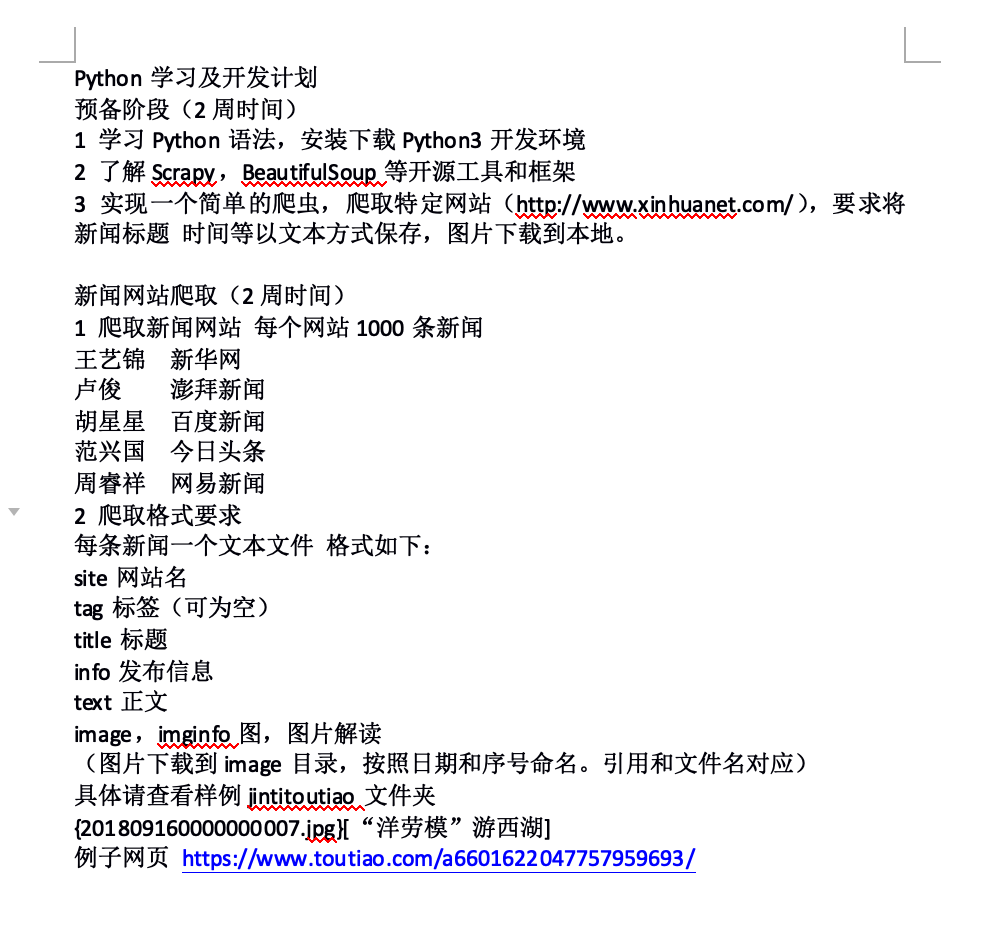 Python 学习及开发计划
预备阶段（2 周时间）
1 学习 Python 语法，安装下载 Python3 开发环境
2 了解 Scrapy，BeautifulSoup 等开源工具和框架
3 实现一个简单的爬虫，爬取特定网站（http://www.xinhuanet.com/），要求将
新闻标题 时间等以文本方式保存，图片下载到本地。
新闻网站爬取（2 周时间）
1 爬取新闻网站 每个网站 1000 条新闻
王艺锦 新华网
卢俊 澎拜新闻
胡星星 百度新闻
范兴国 今日头条
周睿祥 网易新闻
2 爬取格式要求
每条新闻一个文本文件 格式如下：
site 网站名
tag 标签（可为空）
title 标题
info 发布信息
text 正文
image，imginfo 图，图片解读
（图片下载到 image 目录，按照日期和序号命名。引用和文件名对应）
具体请查看样例 jintitoutiao 文件夹
{201809160000000007.jpg}[ “洋劳模”游西湖]
例子网页 https://www.toutiao.com/a6601622047757959693/